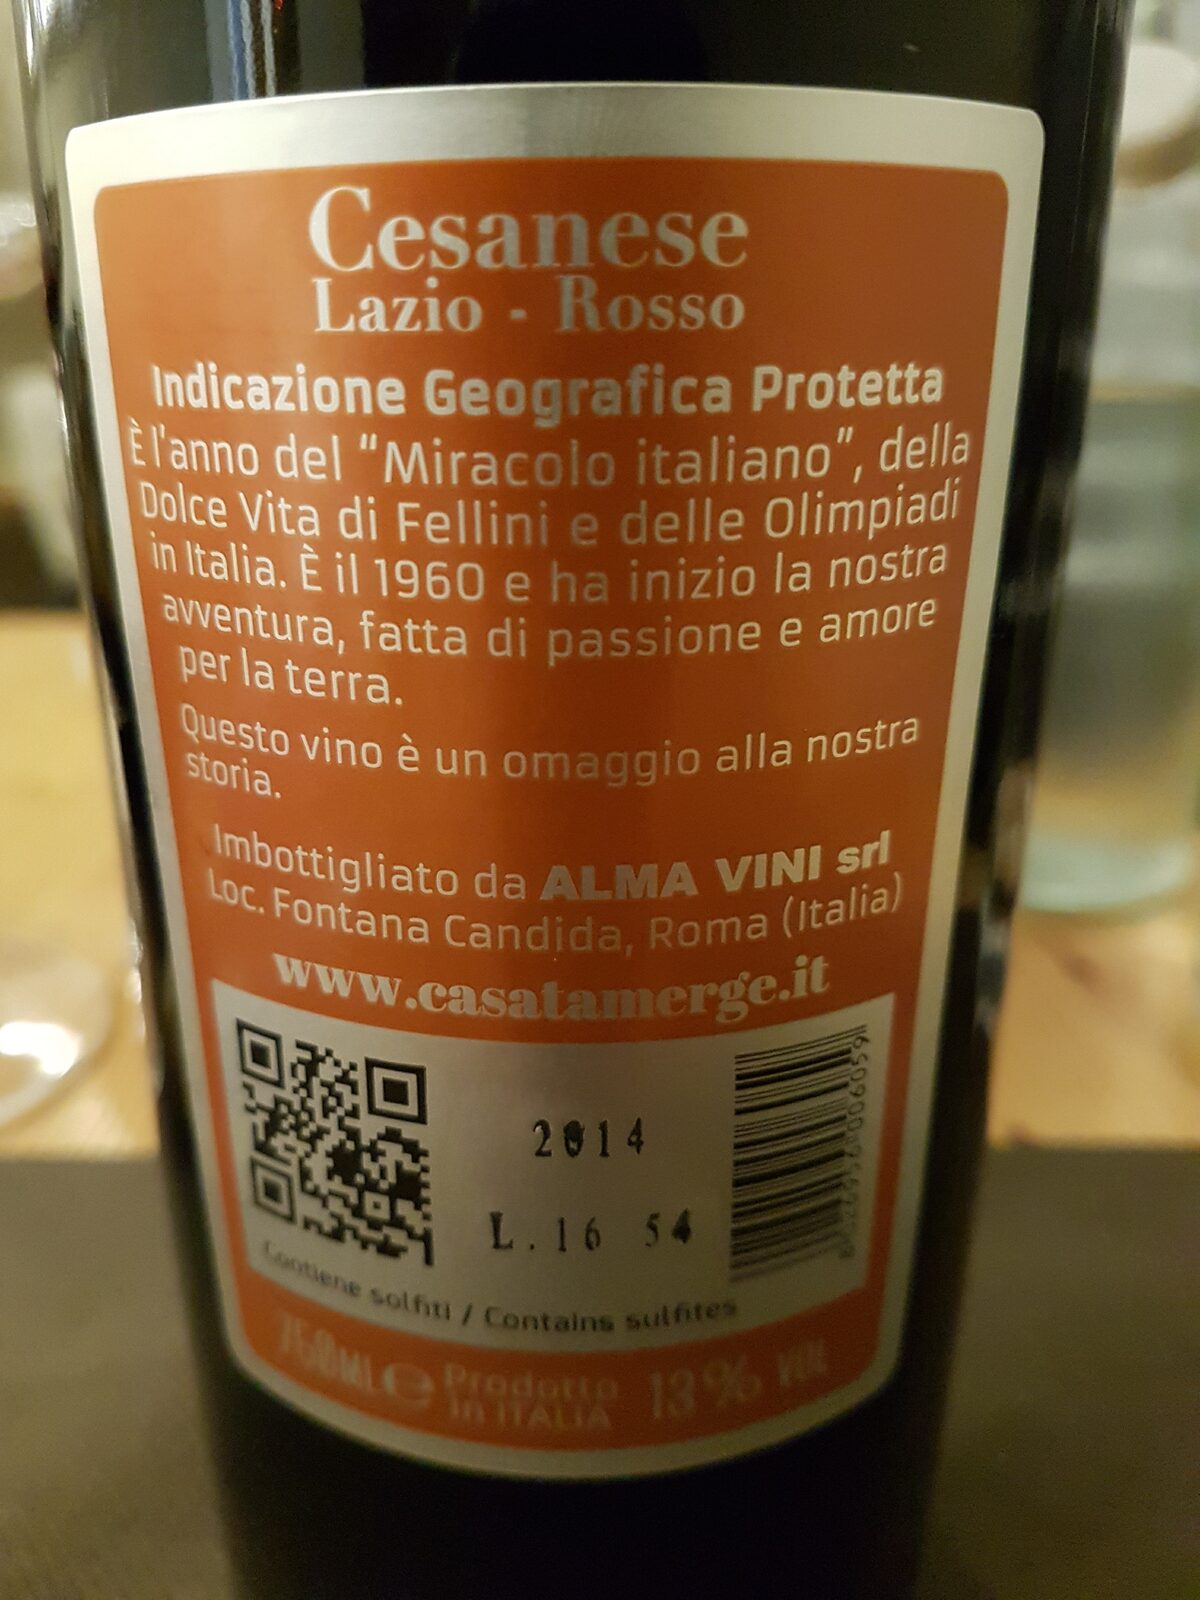 Cesanese
Lazio - Rosso
Indicazione Geografica Protetta
È l'anno del “Miracolo italiano”, della
Dolce Vita di Fellini e delle Olimpiadi
in Italia. È il 1960 e ha inizio la nostra
avventura, fatta di passione e amore
per la terra.
Questo vino è un omaggio alla nostra
storia.
Imbottigliato da ALMA VINI srl
Loc. Fontana Candida, Roma (Italia)
www.casatamerge.it
2014
L.16 54
Contiene solfiti / Contains sulfites
750ML e Prodotto in ITALIA 13% VOL